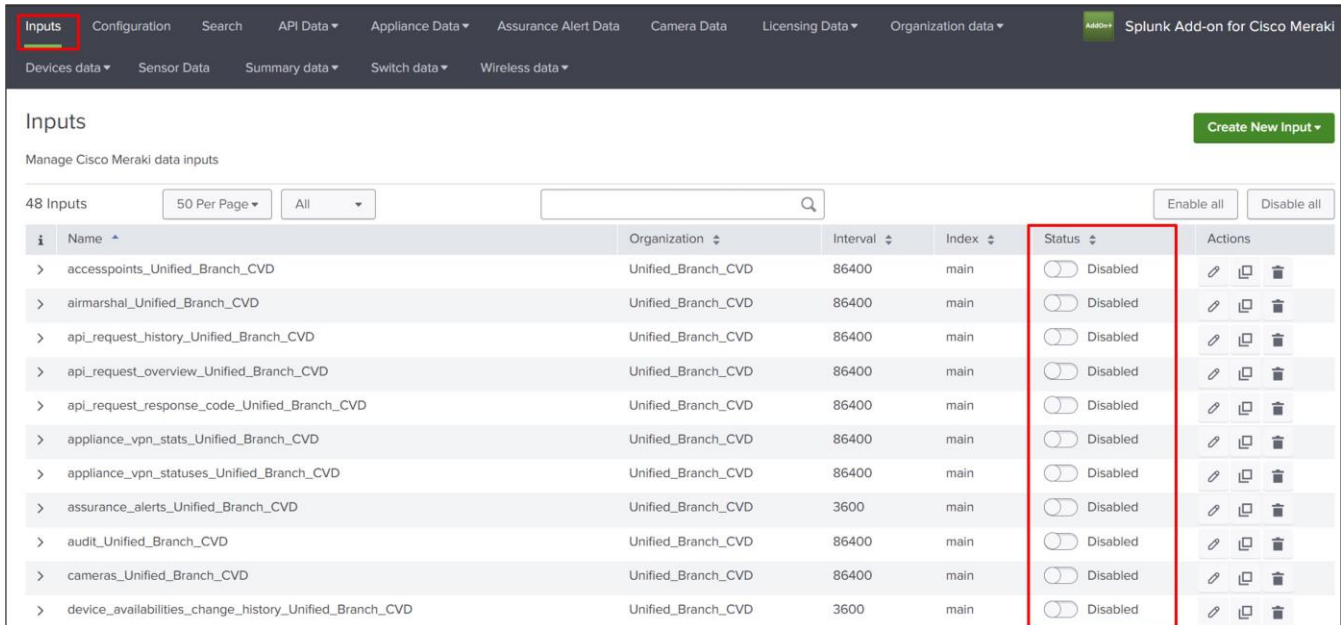 Inputs Configuration Search API Data Appliance Data Assurance Alert Data Camera Data Licensing Data Organization data AddOn+ Splunk Add-on for Cisco Meraki
Devices data Sensor Data Summary data Switch data Wireless data
Inputs
Create New Input
Manage Cisco Meraki data inputs
48 Inputs 50 Per Page All Enable all Disable all
i Name Organization Interval Index Status Actions
accesspoints_Unified_Branch_CVD Unified_Branch_CVD 86400 main Disabled
airmarshal_Unified_Branch_CVD Unified_Branch_CVD 86400 main Disabled
api_request_history_Unified_Branch_CVD Unified_Branch_CVD 86400 main Disabled
api_request_overview_Unified_Branch_CVD Unified_Branch_CVD 86400 main Disabled
api_request_response_code_Unified_Branch_CVD Unified_Branch_CVD 86400 main Disabled
appliance_vpn_stats_Unified_Branch_CVD Unified_Branch_CVD 86400 main Disabled
appliance_vpn_statuses_Unified_Branch_CVD Unified_Branch_CVD 86400 main Disabled
assurance_alerts_Unified_Branch_CVD Unified_Branch_CVD 3600 main Disabled
audit_Unified_Branch_CVD Unified_Branch_CVD 86400 main Disabled
cameras_Unified_Branch_CVD Unified_Branch_CVD 86400 main Disabled
device_availabilities_change_history_Unified_Branch_CVD Unified_Branch_CVD 3600 main Disabled